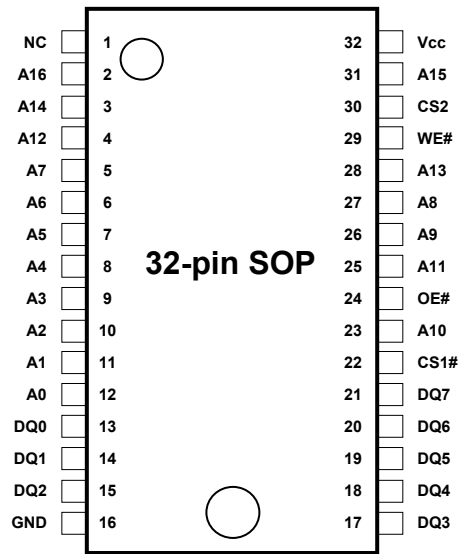 NC 1 32 Vcc
A16 2 31 A15
A14 3 30 CS2
A12 4 29 WE#
A7 5 28 A13
A6 6 27 A8
A5 7 26 A9
A4 8 32-pin SOP 25 A11
A3 9 24 OE#
A2 10 23 A10
A1 11 22 CS1#
A0 12 21 DQ7
DQ0 13 20 DQ6
DQ1 14 19 DQ5
DQ2 15 18 DQ4
GND 16 17 DQ3